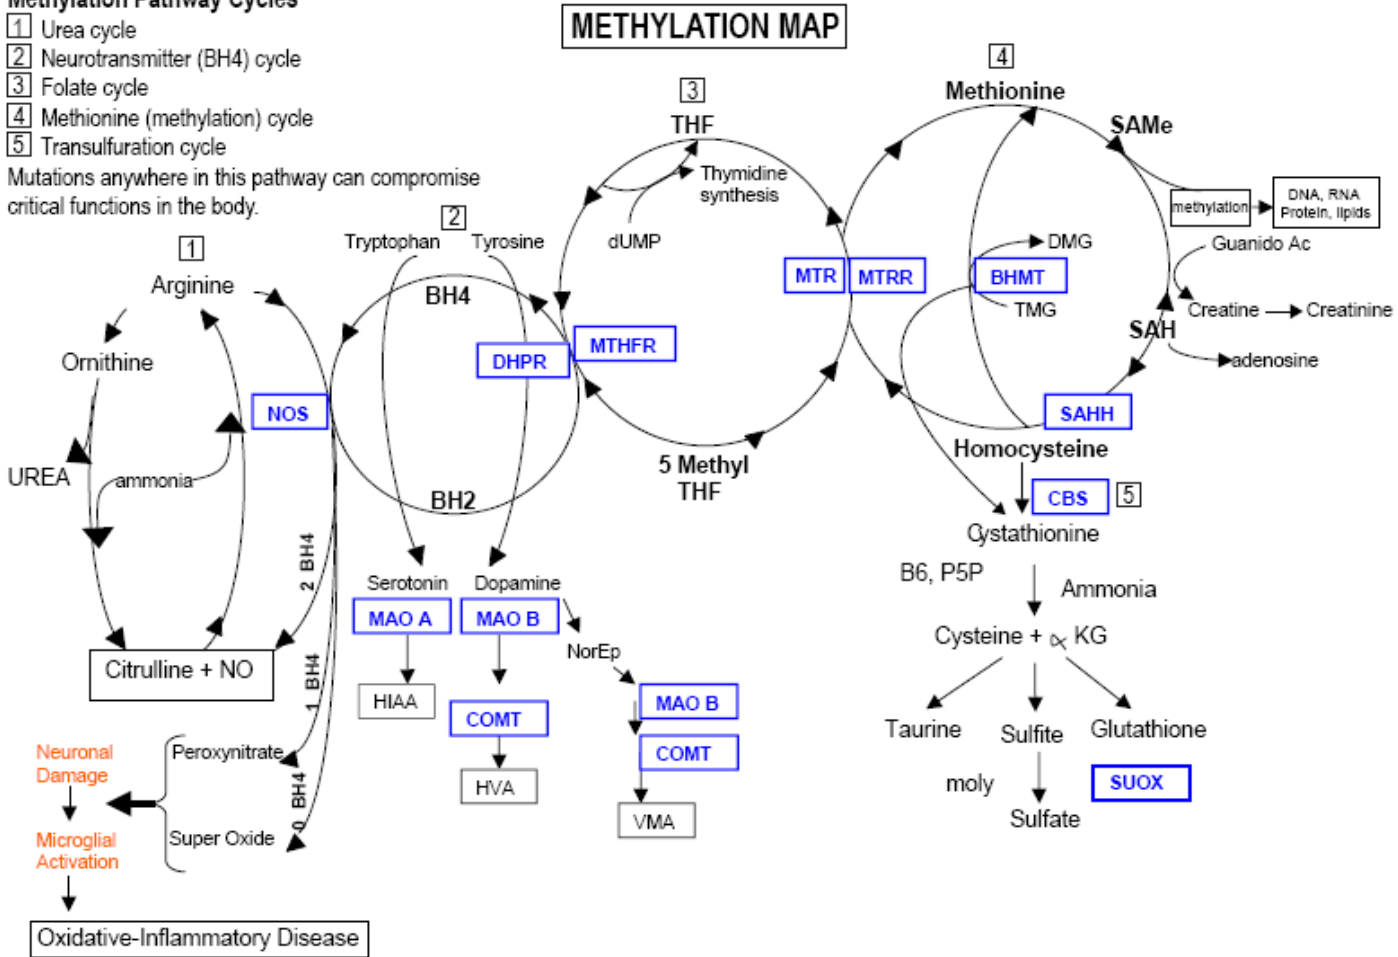 Methylation Pathway Cycles
1 Urea cycle
2 Neurotransmitter (BH4) cycle
3 Folate cycle
4 Methionine (methylation) cycle
5 Transulfuration cycle
Mutations anywhere in this pathway can compromise
critical functions in the body.
METHYLATION MAP
1
Arginine
Ornithine
UREA
ammonia
NOS
Citrulline + NO
2 BH4
1 BH4
0 BH4
Peroxynitrate
Super Oxide
Neuronal
Damage
Microglial
Activation
Oxidative-Inflammatory Disease
2
Tryptophan
Tyrosine
BH4
DHPR
BH2
Serotonin
Dopamine
MAO A
MAO B
HIAA
COMT
HVA
NorEp
MAO B
COMT
VMA
3
THF
Thymidine
synthesis
dUMP
MTHFR
5 Methyl
THF
MTR
MTRR
4
Methionine
SAMe
methylation
DNA, RNA
Protein, lipids
Guanido Ac
Creatine
Creatinine
DMG
BHMT
TMG
SAH
adenosine
SAHH
Homocysteine
CBS
5
Cystathionine
B6, P5P
Ammonia
Cysteine + α KG
Taurine
Sulfite
Glutathione
moly
SUOX
Sulfate